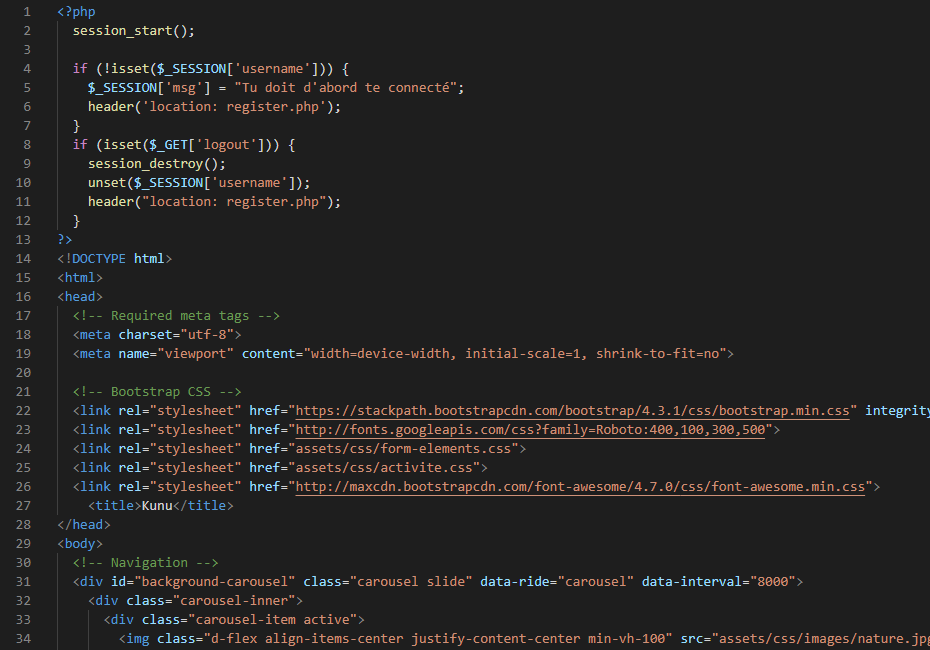 1 <?php
2 session_start();
3
4 if (!isset($_SESSION['username'])) {
5 $_SESSION['msg'] = "Tu doit d'abord te connecté";
6 header('location: register.php');
7 }
8 if (isset($_GET['logout'])) {
9 session_destroy();
10 unset($_SESSION['username']);
11 header("location: register.php");
12 }
13 ?>
14 <!DOCTYPE html>
15 <html>
16 <head>
17 <!-- Required meta tags -->
18 <meta charset="utf-8">
19 <meta name="viewport" content="width=device-width, initial-scale=1, shrink-to-fit=no">
20
21 <!-- Bootstrap CSS -->
22 <link rel="stylesheet" href="https://stackpath.bootstrapcdn.com/bootstrap/4.3.1/css/bootstrap.min.css" integrity
23 <link rel="stylesheet" href="http://fonts.googleapis.com/css?family=Roboto:400,100,300,500">
24 <link rel="stylesheet" href="assets/css/form-elements.css">
25 <link rel="stylesheet" href="assets/css/activite.css">
26 <link rel="stylesheet" href="http://maxcdn.bootstrapcdn.com/font-awesome/4.7.0/css/font-awesome.min.css">
27 <title>Kunu</title>
28 </head>
29 <body>
30 <!-- Navigation -->
31 <div id="background-carousel" class="carousel slide" data-ride="carousel" data-interval="8000">
32 <div class="carousel-inner">
33 <div class="carousel-item active">
34 <img class="d-flex align-items-center justify-content-center min-vh-100" src="assets/css/images/nature.jpg